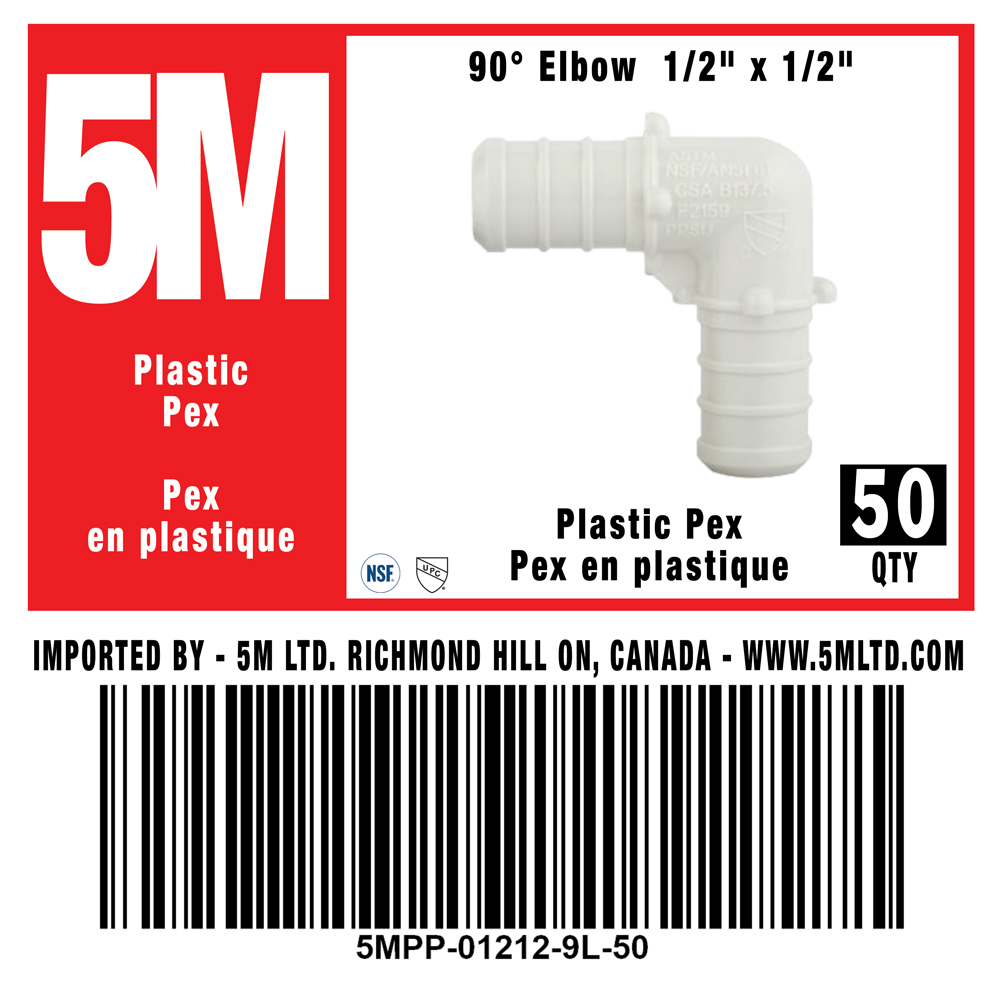 5M
Plastic
Pex
Pex
en plastique
90° Elbow 1/2" x 1/2"
ASTM
NSF/ANSI 61
CSA B137.5
F2159
PPSU
Plastic Pex
Pex en plastique
50
QTY
NSF.
UPC
IMPORTED BY - 5M LTD. RICHMOND HILL ON, CANADA - WWW.5MLTD.COM
5MPP-01212-9L-50